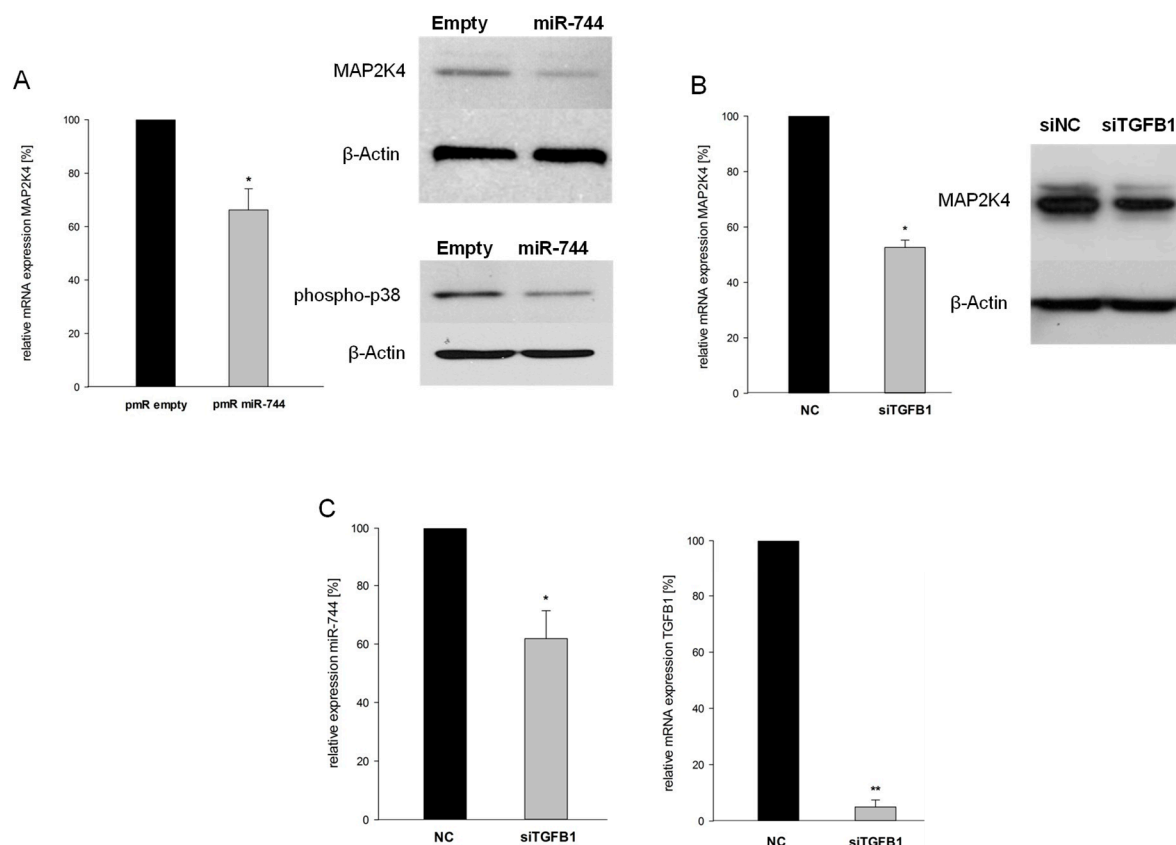 A
relative mRNA expression MAP2K4 [%]
100
80
60
40
20
0
*
pmR empty pmR miR-744
Empty miR-744
MAP2K4
β-Actin
Empty miR-744
phospho-p38
β-Actin
B
relative mRNA expression MAP2K4 [%]
100
80
60
40
20
0
*
NC siTGFB1
siNC siTGFB1
MAP2K4
β-Actin
C
relative expression miR-744 [%]
100
80
60
40
20
0
*
NC siTGFB1
relative mRNA expression TGFB1 [%]
100
80
60
40
20
0
**
NC siTGFB1